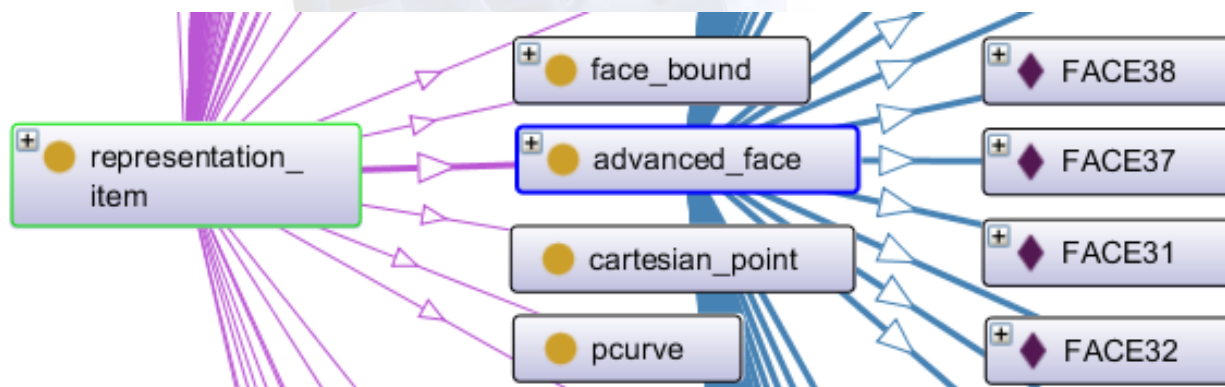 face_bound
FACE38
representation_
item
advanced_face
FACE37
cartesian_point
FACE31
pcurve
FACE32